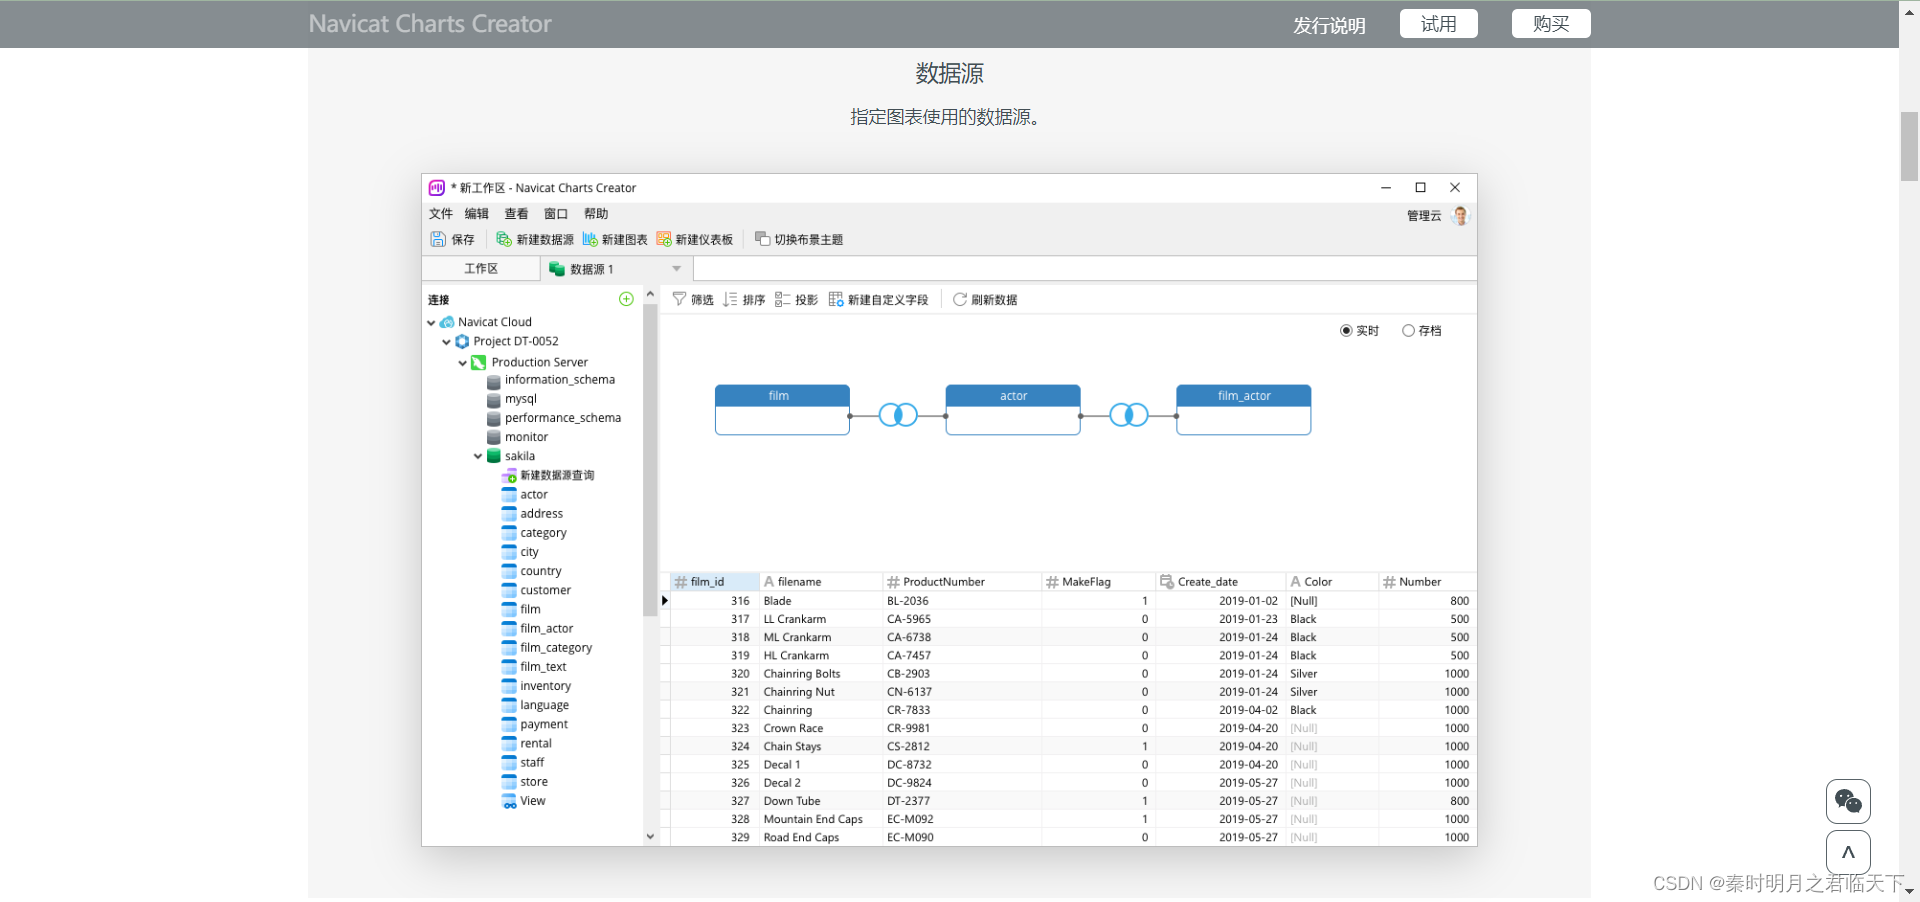 Navicat Charts Creator 发行说明 试用 购买
数据源
指定图表使用的数据源。
* 新工作区 - Navicat Charts Creator
文件 编辑 查看 窗口 帮助 管理云
保存 新建数据源 新建图表 新建仪表板 切换布景主题
工作区 数据源 1
连接
Navicat Cloud
Project DT-0052
Production Server
information_schema
mysql
performance_schema
monitor
sakila
新建数据源查询
actor
address
category
city
country
customer
film
film_actor
film_category
film_text
inventory
language
payment
rental
staff
store
View
筛选 排序 投影 新建自定义字段 刷新数据
实时 存档
film actor film_actor
film_id filename ProductNumber MakeFlag Create_date Color Number
316 Blade BL-2036 1 2019-01-02 [Null] 800
317 LL Crankarm CA-5965 0 2019-01-23 Black 500
318 ML Crankarm CA-6738 0 2019-01-24 Black 500
319 HL Crankarm CA-7457 0 2019-01-24 Black 500
320 Chainring Bolts CB-2903 0 2019-01-24 Silver 1000
321 Chainring Nut CN-6137 0 2019-01-24 Silver 1000
322 Chainring CR-7833 0 2019-04-02 Black 1000
323 Crown Race CR-9981 0 2019-04-20 [Null] 1000
324 Chain Stays CS-2812 1 2019-04-20 [Null] 1000
325 Decal 1 DC-8732 0 2019-04-20 [Null] 1000
326 Decal 2 DC-9824 0 2019-05-27 [Null] 1000
327 Down Tube DT-2377 1 2019-05-27 [Null] 800
328 Mountain End Caps EC-M092 1 2019-05-27 [Null] 1000
329 Road End Caps EC-M090 0 2019-05-27 [Null] 1000
CSDN @秦时明月之君临天下